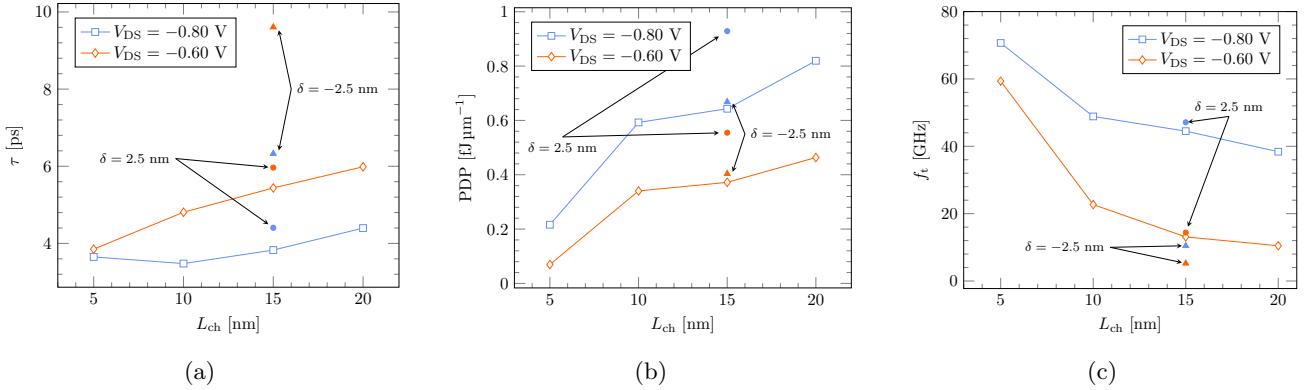 10
8
6
4
τ [ps]
V_DS = −0.80 V
V_DS = −0.60 V
δ = −2.5 nm
δ = 2.5 nm
5 10 15 20
L_ch [nm]
(a)
1
0.8
0.6
0.4
0.2
0
PDP [fJ μm⁻¹]
V_DS = −0.80 V
V_DS = −0.60 V
δ = −2.5 nm
δ = 2.5 nm
5 10 15 20
L_ch [nm]
(b)
80
60
40
20
0
f_t [GHz]
V_DS = −0.80 V
V_DS = −0.60 V
δ = 2.5 nm
δ = −2.5 nm
5 10 15 20
L_ch [nm]
(c)